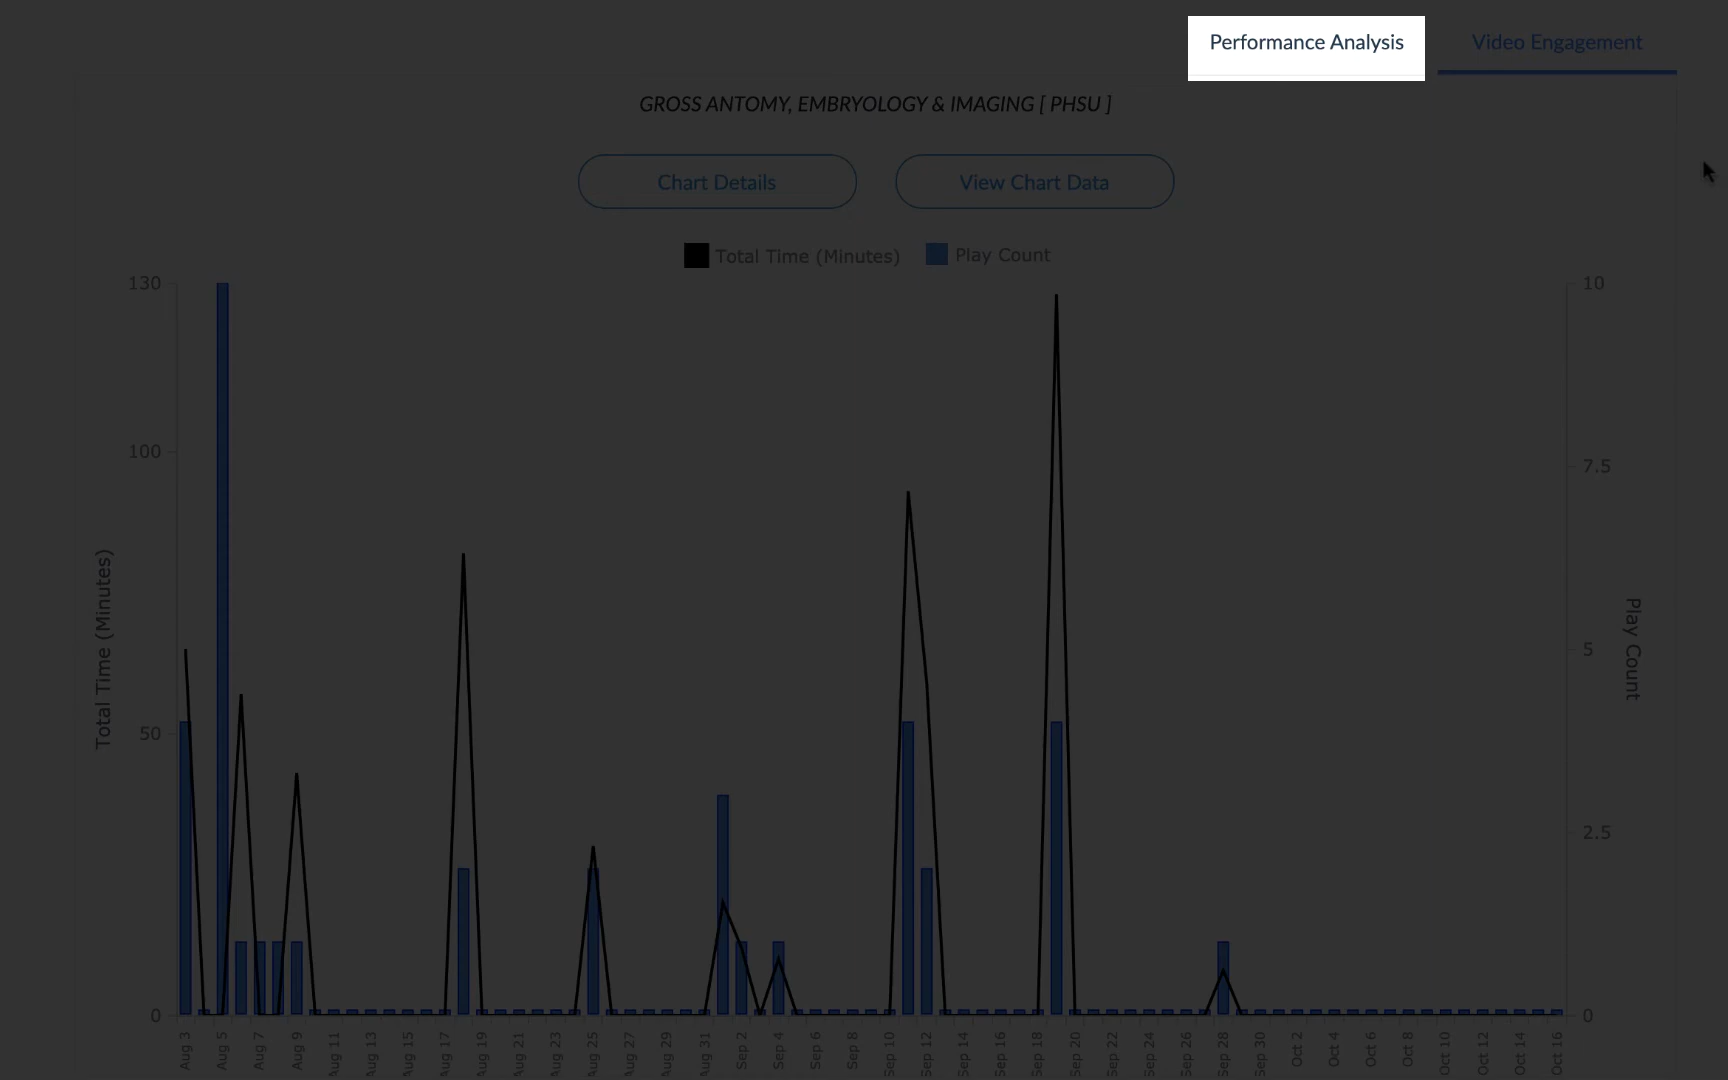 Performance Analysis
Video Engagement
GROSS ANTOMY, EMBRYOLOGY & IMAGING [ PHSU ]
Chart Details
View Chart Data
Total Time (Minutes)
Play Count
130
100
50
0
Total Time (Minutes)
10
7.5
5
2.5
0
Play Count
Aug 3
Aug 5
Aug 7
Aug 9
Aug 11
Aug 13
Aug 15
Aug 17
Aug 19
Aug 21
Aug 23
Aug 25
Aug 27
Aug 29
Aug 31
Sep 2
Sep 4
Sep 6
Sep 8
Sep 10
Sep 12
Sep 14
Sep 16
Sep 18
Sep 20
Sep 22
Sep 24
Sep 26
Sep 28
Sep 30
Oct 2
Oct 4
Oct 6
Oct 8
Oct 10
Oct 12
Oct 14
Oct 16